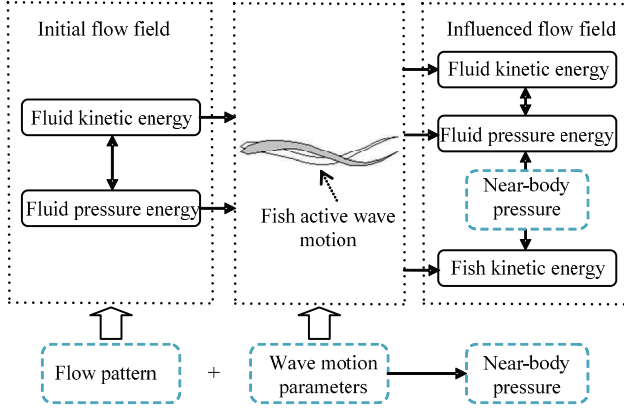 Initial flow field
Fluid kinetic energy
Fluid pressure energy
Fish active wave
motion
Influenced flow field
Fluid kinetic energy
Fluid pressure energy
Near-body
pressure
Fish kinetic energy
Flow pattern
+
Wave motion
parameters
Near-body
pressure